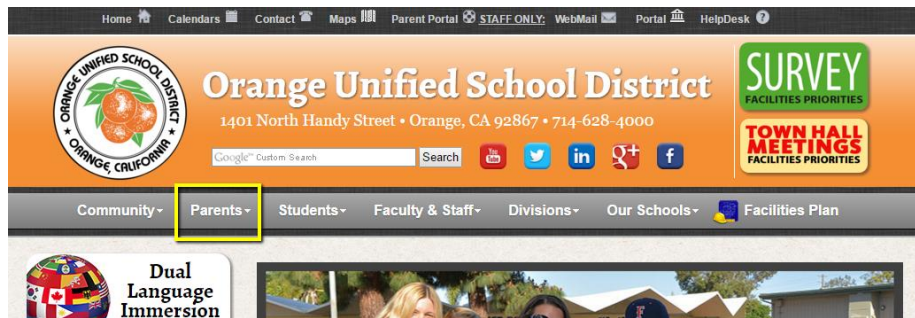 Home Calendars Contact Maps Parent Portal STAFF ONLY: WebMail Portal HelpDesk ?
ORANGE UNIFIED SCHOOL DISTRICT
ORANGE, CALIFORNIA
Orange Unified School District
1401 North Handy Street • Orange, CA 92867 • 714-628-4000
Google™ Custom Search Search You Tube in g+ f
SURVEY
FACILITIES PRIORITIES
TOWN HALL
MEETINGS
FACILITIES PRIORITIES
Community Parents Students Faculty & Staff Divisions Our Schools Facilities Plan
Dual
Language
Immersion